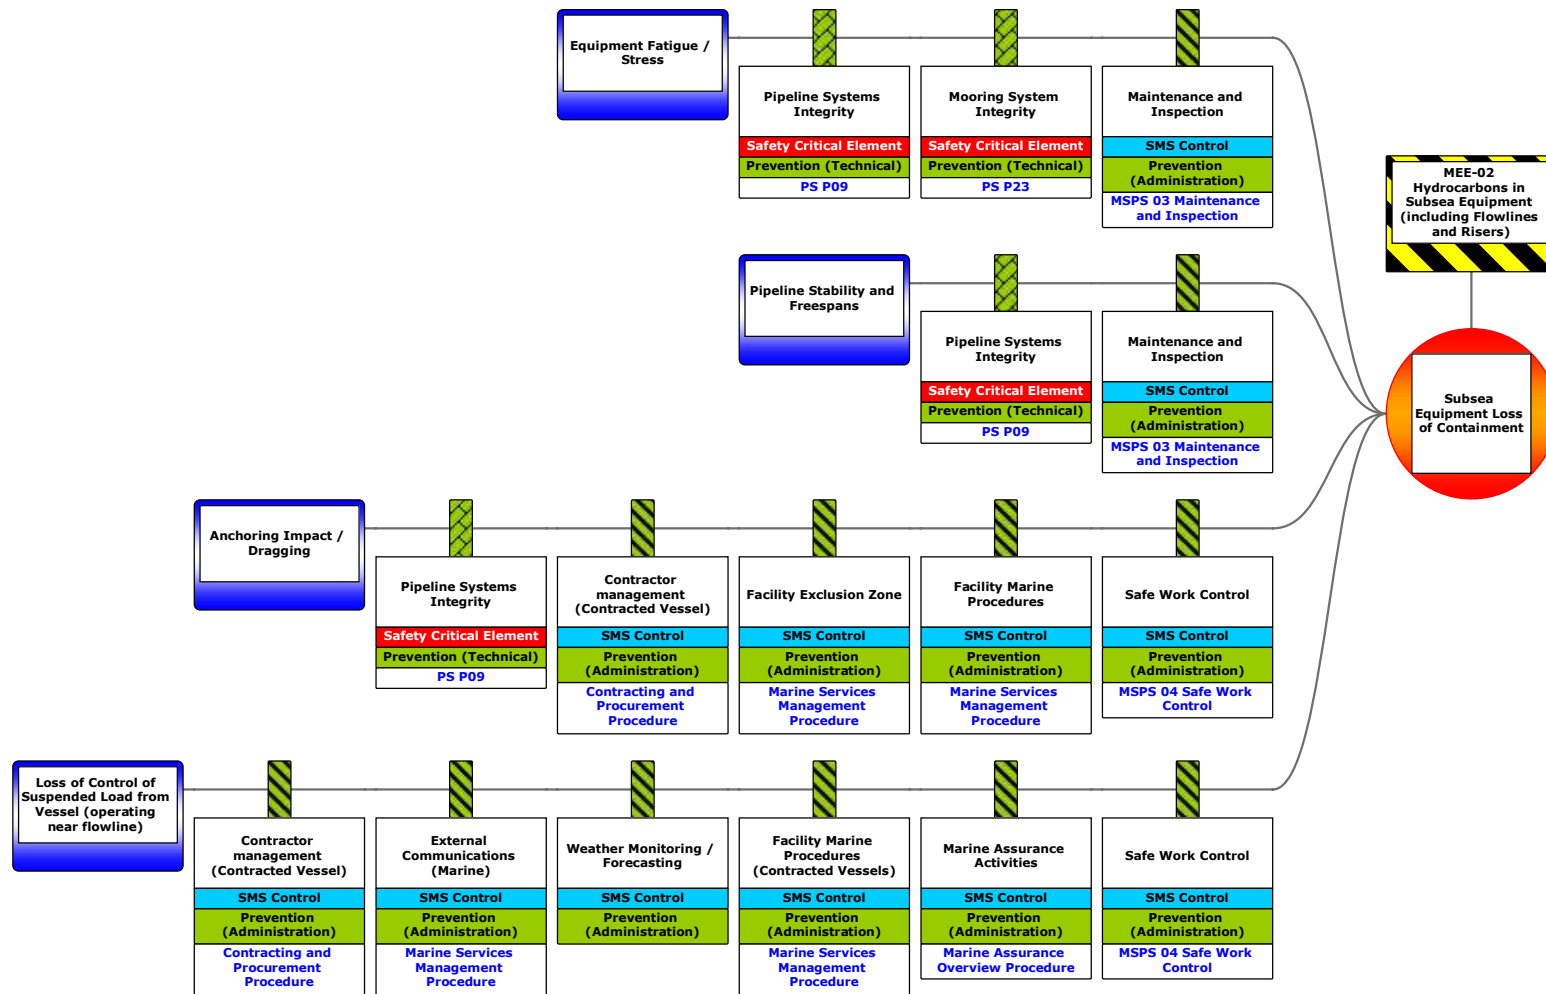 Equipment Fatigue /
Stress
Pipeline Systems
Integrity
Safety Critical Element
Prevention (Technical)
PS P09
Mooring System
Integrity
Safety Critical Element
Prevention (Technical)
PS P23
Maintenance and
Inspection
SMS Control
Prevention
(Administration)
MSPS 03 Maintenance
and Inspection
MEE-02
Hydrocarbons in
Subsea Equipment
(including Flowlines
and Risers)
Pipeline Stability and
Freespans
Pipeline Systems
Integrity
Safety Critical Element
Prevention (Technical)
PS P09
Maintenance and
Inspection
SMS Control
Prevention
(Administration)
MSPS 03 Maintenance
and Inspection
Subsea
Equipment Loss
of Containment
Anchoring Impact /
Dragging
Pipeline Systems
Integrity
Safety Critical Element
Prevention (Technical)
PS P09
Contractor
management
(Contracted Vessel)
SMS Control
Prevention
(Administration)
Contracting and
Procurement
Procedure
Facility Exclusion Zone
SMS Control
Prevention
(Administration)
Marine Services
Management
Procedure
Facility Marine
Procedures
SMS Control
Prevention
(Administration)
Marine Services
Management
Procedure
Safe Work Control
SMS Control
Prevention
(Administration)
MSPS 04 Safe Work
Control
Loss of Control of
Suspended Load from
Vessel (operating
near flowline)
Contractor
management
(Contracted Vessel)
SMS Control
Prevention
(Administration)
Contracting and
Procurement
Procedure
External
Communications
(Marine)
SMS Control
Prevention
(Administration)
Marine Services
Management
Procedure
Weather Monitoring /
Forecasting
SMS Control
Prevention
(Administration)
Facility Marine
Procedures
(Contracted Vessels)
SMS Control
Prevention
(Administration)
Marine Services
Management
Procedure
Marine Assurance
Activities
SMS Control
Prevention
(Administration)
Marine Assurance
Overview Procedure
Safe Work Control
SMS Control
Prevention
(Administration)
MSPS 04 Safe Work
Control